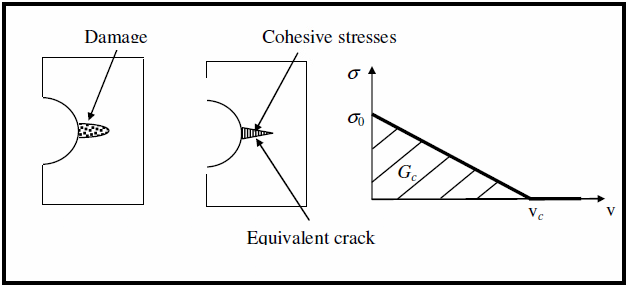 Damage
Cohesive stresses
σ
σ0
Gc
vc
v
Equivalent crack